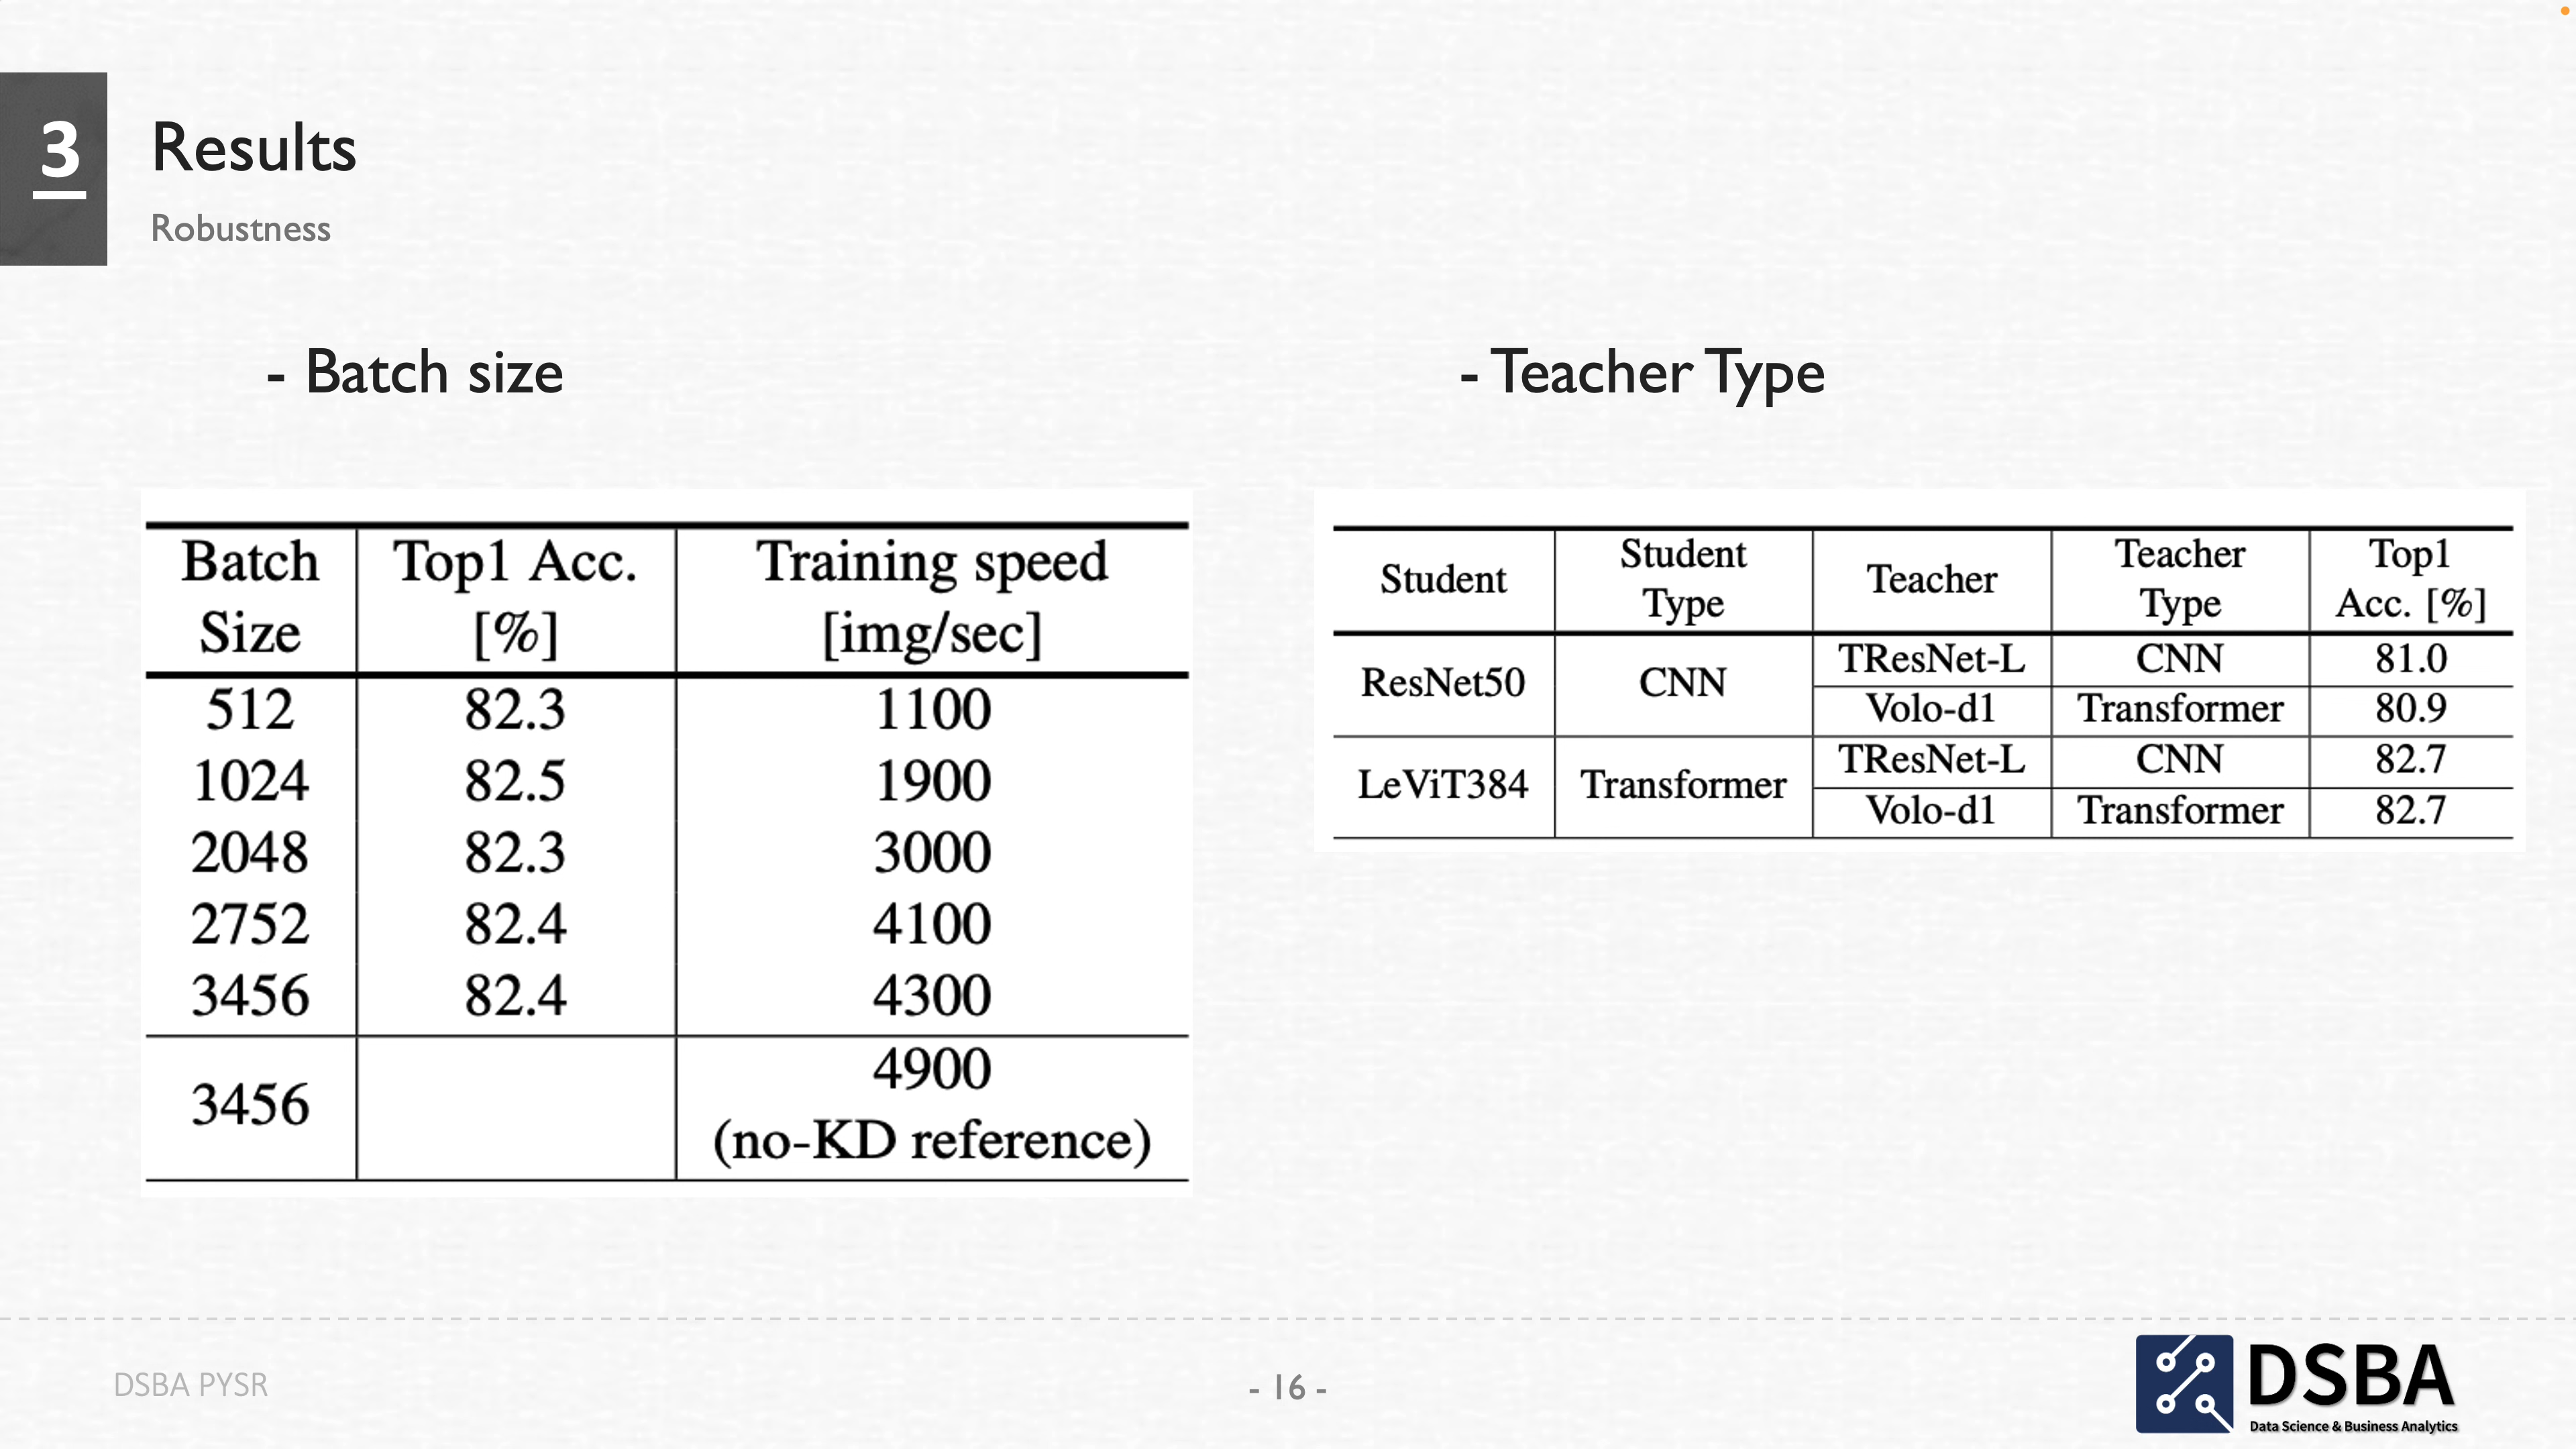 3
Results
Robustness
- Batch size
Batch Size | Top1 Acc. [%] | Training speed [img/sec]
512 | 82.3 | 1100
1024 | 82.5 | 1900
2048 | 82.3 | 3000
2752 | 82.4 | 4100
3456 | 82.4 | 4300
3456 | | 4900 (no-KD reference)
- Teacher Type
Student | Student Type | Teacher | Teacher Type | Top1 Acc. [%]
ResNet50 | CNN | TResNet-L | CNN | 81.0
Volo-d1 | Transformer | 80.9
LeViT384 | Transformer | TResNet-L | CNN | 82.7
Volo-d1 | Transformer | 82.7
DSBA PYSR
- 16 -
DSBA
Data Science & Business Analytics